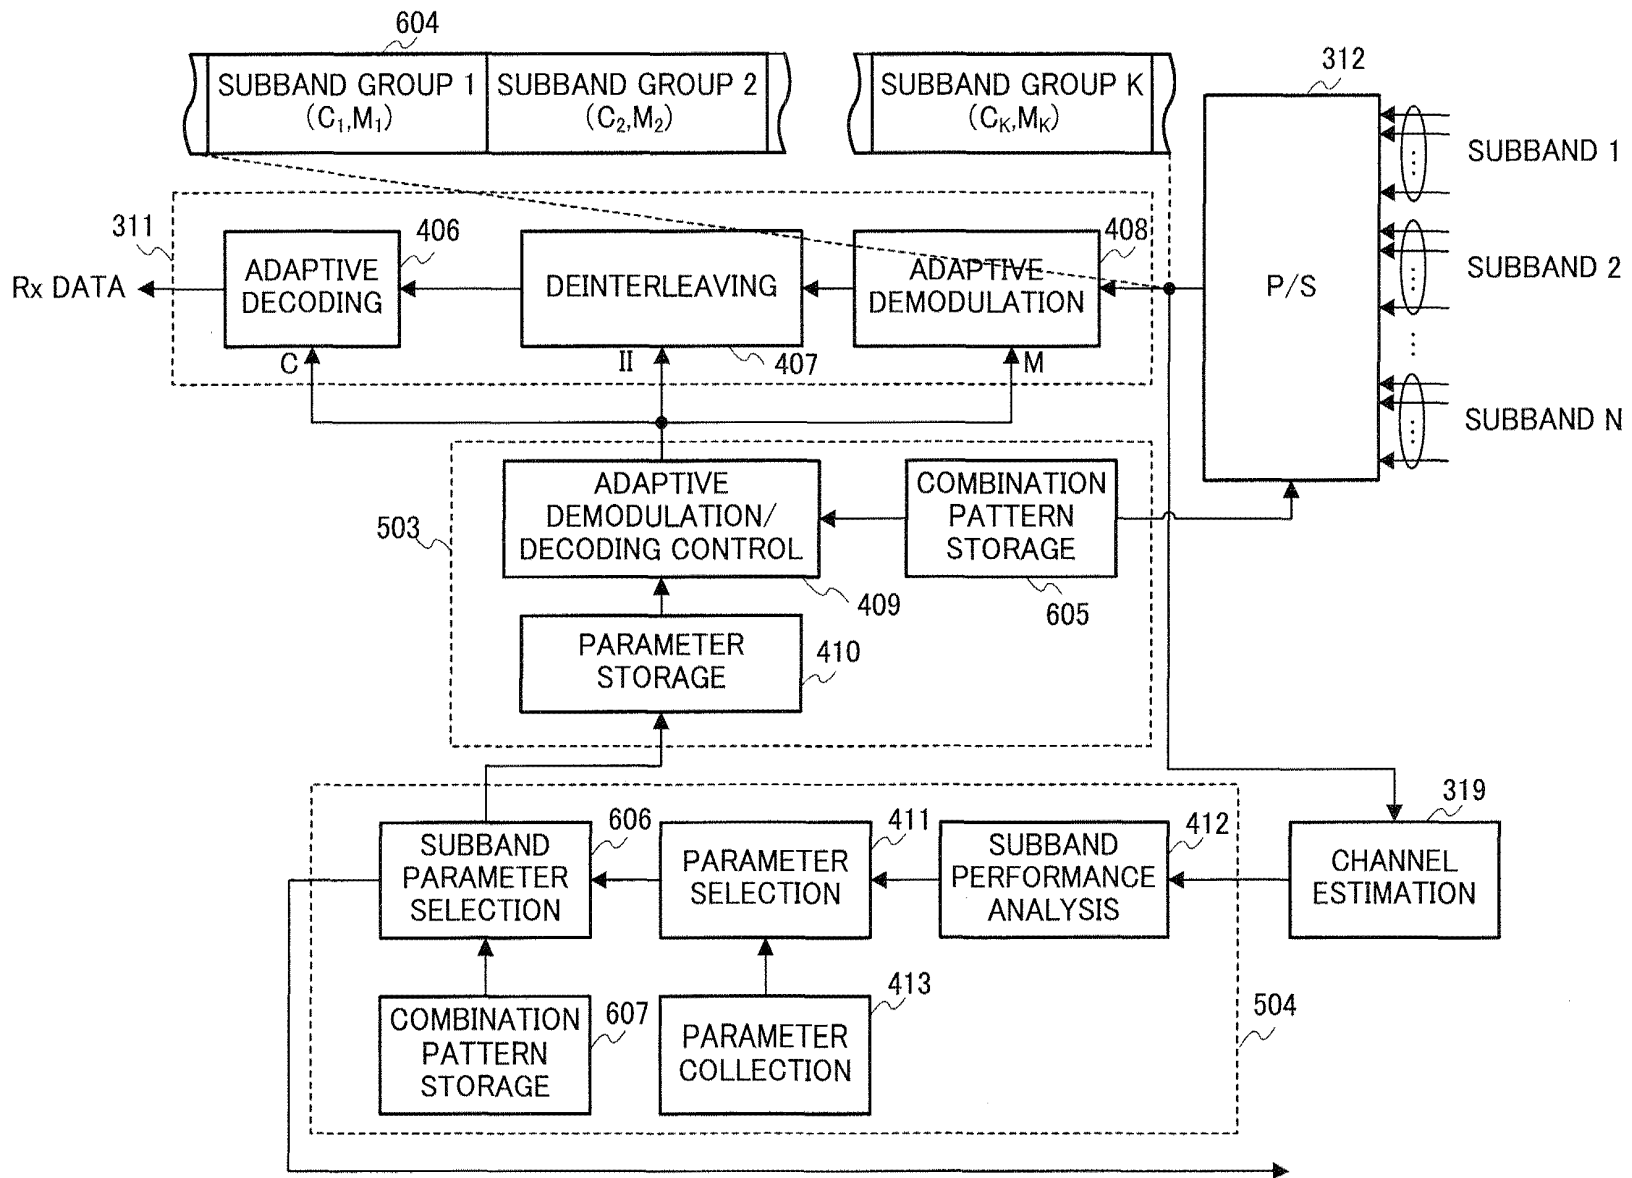 604
SUBBAND GROUP 1
(C1,M1)
SUBBAND GROUP 2
(C2,M2)
SUBBAND GROUP K
(CK,MK)
312
SUBBAND 1
SUBBAND 2
SUBBAND N
P/S
311
406
408
Rx DATA
ADAPTIVE
DECODING
DEINTERLEAVING
ADAPTIVE
DEMODULATION
C
II
407
M
503
ADAPTIVE
DEMODULATION/
DECODING CONTROL
COMBINATION
PATTERN
STORAGE
409
605
PARAMETER
STORAGE
410
606
411
412
319
SUBBAND
PARAMETER
SELECTION
PARAMETER
SELECTION
SUBBAND
PERFORMANCE
ANALYSIS
CHANNEL
ESTIMATION
607
413
504
COMBINATION
PATTERN
STORAGE
PARAMETER
COLLECTION